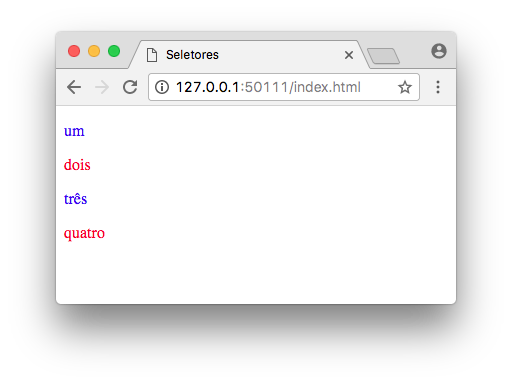 Seletores
127.0.0.1:50111/index.html
um
dois
três
quatro